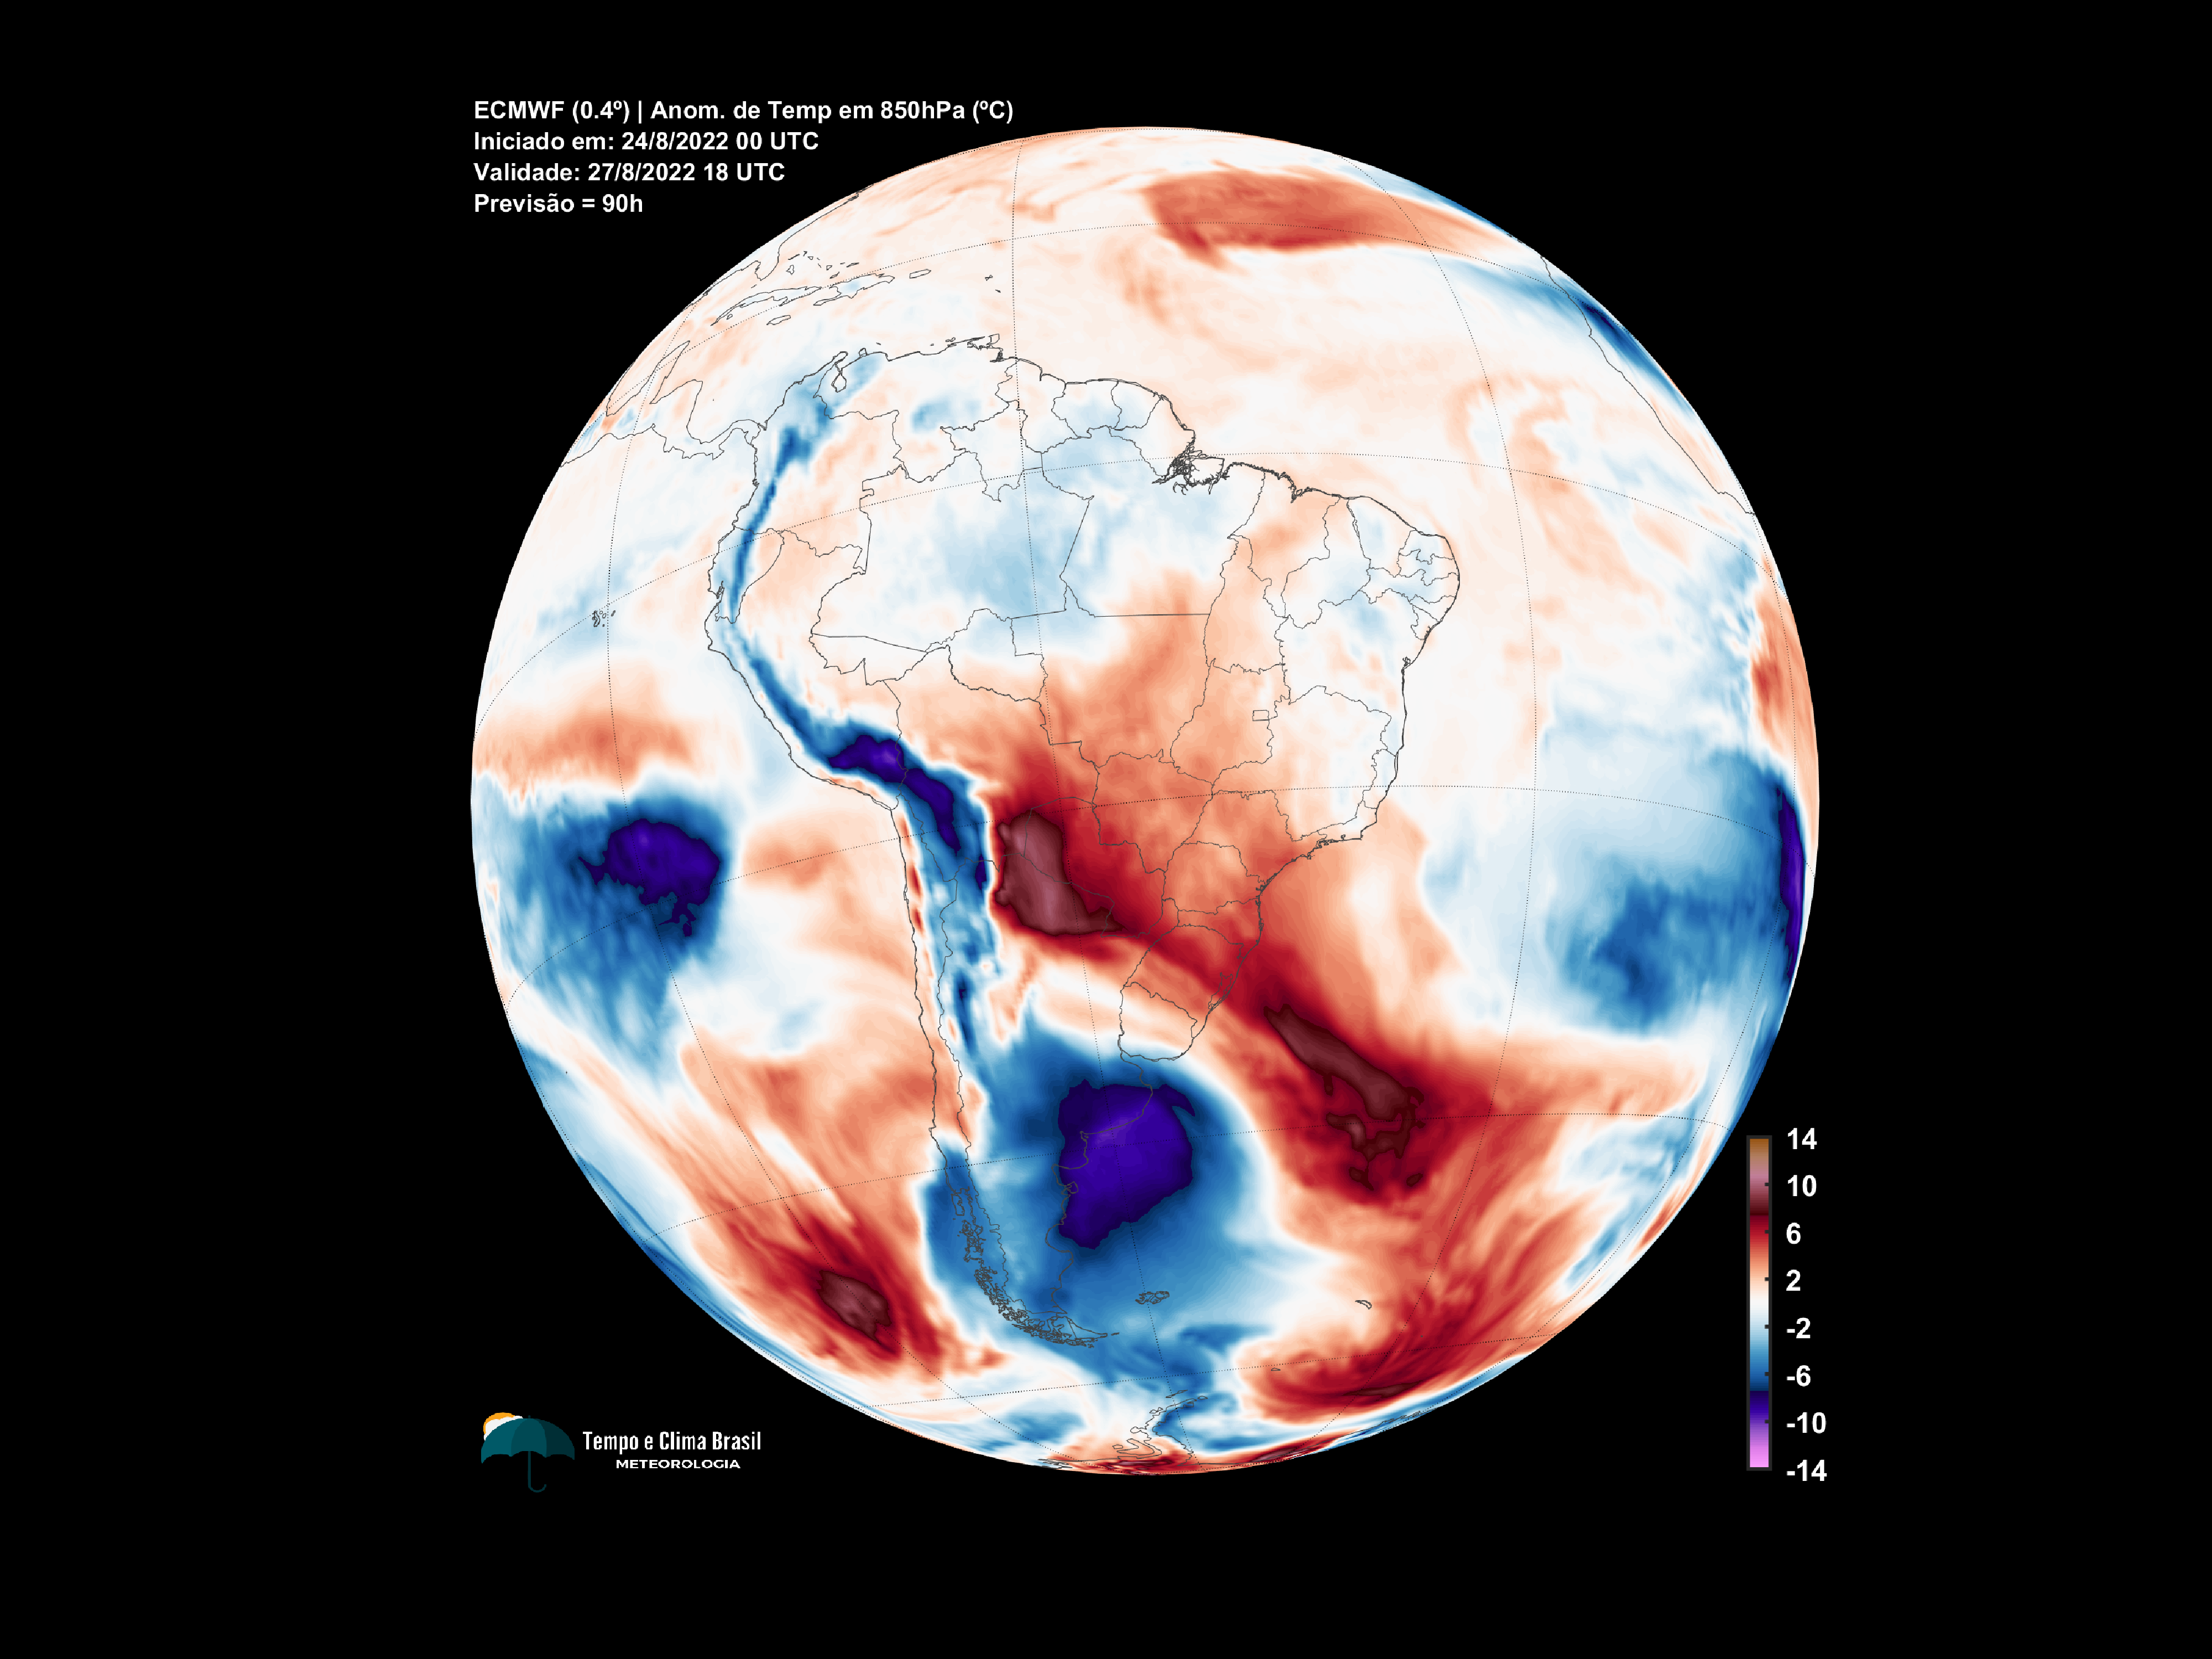 ECMWF (0.4º) | Anom. de Temp em 850hPa (ºC)
Iniciado em: 24/8/2022 00 UTC
Validade: 27/8/2022 18 UTC
Previsão = 90h
14
10
6
2
-2
-6
-10
-14
Tempo e Clima Brasil
METEOROLOGIA